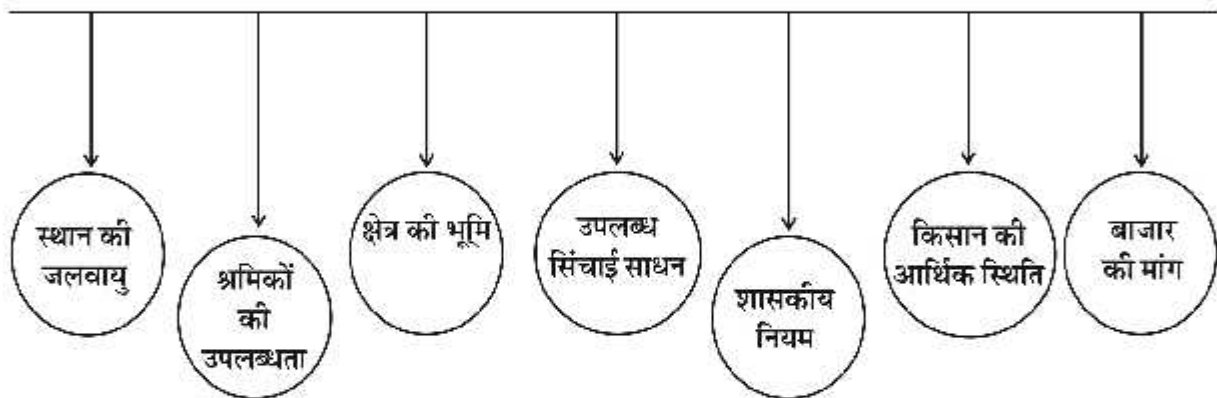 स्थान की
जलवायु
श्रमिकों
की
उपलब्धता
क्षेत्र की भूमि
उपलब्ध
सिंचाई साधन
शासकीय
नियम
किसान की
आर्थिक स्थिति
बाजार
की मांग